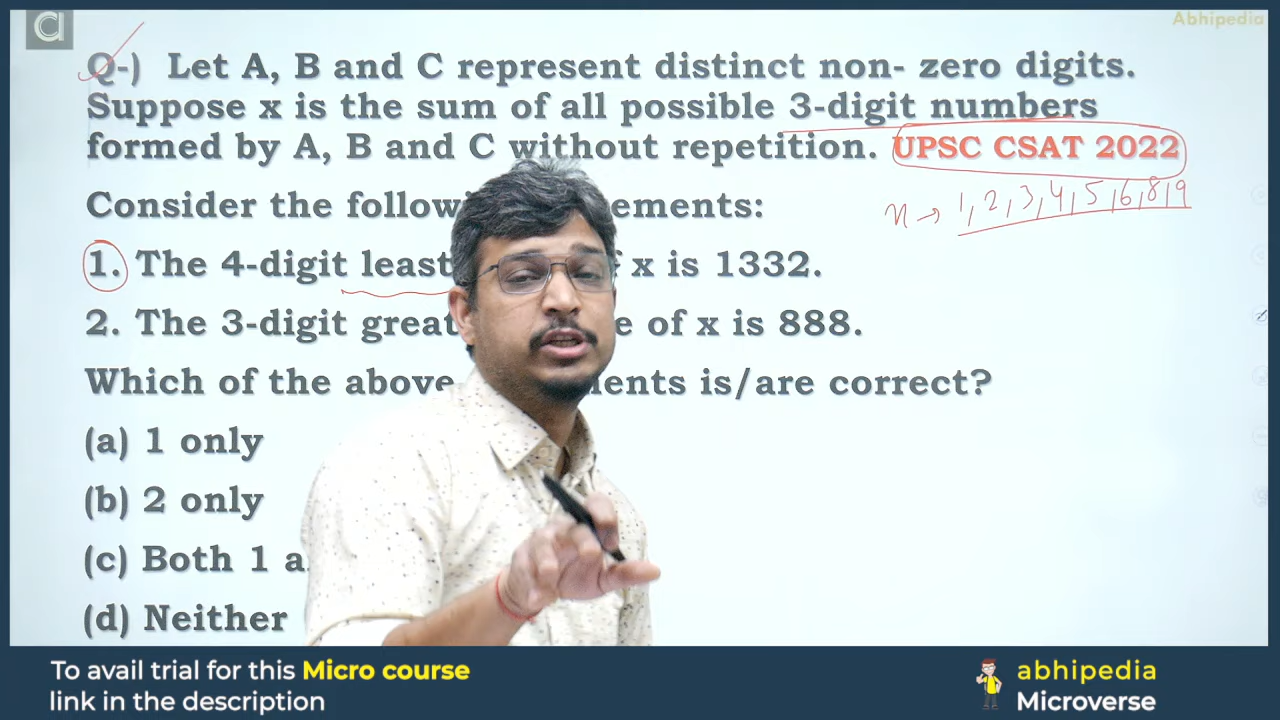 Abhipedia
Q-) Let A, B and C represent distinct non- zero digits.
Suppose x is the sum of all possible 3-digit numbers
formed by A, B and C without repetition. UPSC CSAT 2022
x → 1, 2, 3, 4, 5, 6, 8, 9
Consider the follow ements:
1. The 4-digit least x is 1332.
2. The 3-digit great e of x is 888.
Which of the above ents is/are correct?
(a) 1 only
(b) 2 only
(c) Both 1 a
(d) Neither
To avail trial for this Micro course
link in the description
abhipedia
Microverse